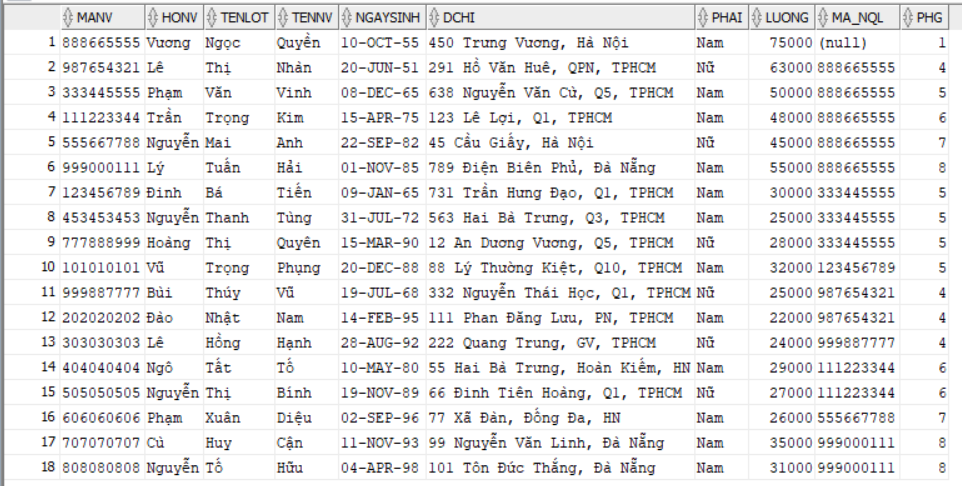 MANV HONV TENLOT TENNV NGAYSINH DCHI PHAI LUONG MA_NQL PHG
1 888665555 Vương Ngọc Quyền 10-OCT-55 450 Trưng Vương, Hà Nội Nam 75000 (null) 1
2 987654321 Lê Thị Nhàn 20-JUN-51 291 Hồ Văn Huê, QPN, TPHCM Nữ 63000 888665555 4
3 333445555 Phạm Văn Vinh 08-DEC-65 638 Nguyễn Văn Cừ, Q5, TPHCM Nam 50000 888665555 5
4 111223344 Trần Trọng Kim 15-APR-75 123 Lê Lợi, Q1, TPHCM Nam 48000 888665555 6
5 555667788 Nguyễn Mai Anh 22-SEP-82 45 Cầu Giấy, Hà Nội Nữ 45000 888665555 7
6 999000111 Lý Tuấn Hải 01-NOV-85 789 Điện Biên Phủ, Đà Nẵng Nam 55000 888665555 8
7 123456789 Đinh Bá Tiến 09-JAN-65 731 Trần Hưng Đạo, Q1, TPHCM Nam 30000 333445555 5
8 453453453 Nguyễn Thanh Tùng 31-JUL-72 563 Hai Bà Trưng, Q3, TPHCM Nam 25000 333445555 5
9 777888999 Hoàng Thị Quyên 15-MAR-90 12 An Dương Vương, Q5, TPHCM Nữ 28000 333445555 5
10 101010101 Vũ Trọng Phụng 20-DEC-88 88 Lý Thường Kiệt, Q10, TPHCM Nam 32000 123456789 5
11 999887777 Bùi Thúy Vũ 19-JUL-68 332 Nguyễn Thái Học, Q1, TPHCM Nữ 25000 987654321 4
12 202020202 Đào Nhật Nam 14-FEB-95 111 Phan Đăng Lưu, PN, TPHCM Nam 22000 987654321 4
13 303030303 Lê Hồng Hạnh 28-AUG-92 222 Quang Trung, GV, TPHCM Nữ 24000 999887777 4
14 404040404 Ngô Tất Tố 10-MAY-80 55 Hai Bà Trưng, Hoàn Kiếm, HN Nam 29000 111223344 6
15 505050505 Nguyễn Thị Bình 19-NOV-89 66 Đinh Tiên Hoàng, Q1, TPHCM Nữ 27000 111223344 6
16 606060606 Phạm Xuân Diệu 02-SEP-96 77 Xã Đàn, Đống Đa, HN Nam 26000 555667788 7
17 707070707 Cù Huy Cận 11-NOV-93 99 Nguyễn Văn Linh, Đà Nẵng Nam 35000 999000111 8
18 808080808 Nguyễn Tố Hữu 04-APR-98 101 Tôn Đức Thắng, Đà Nẵng Nam 31000 999000111 8